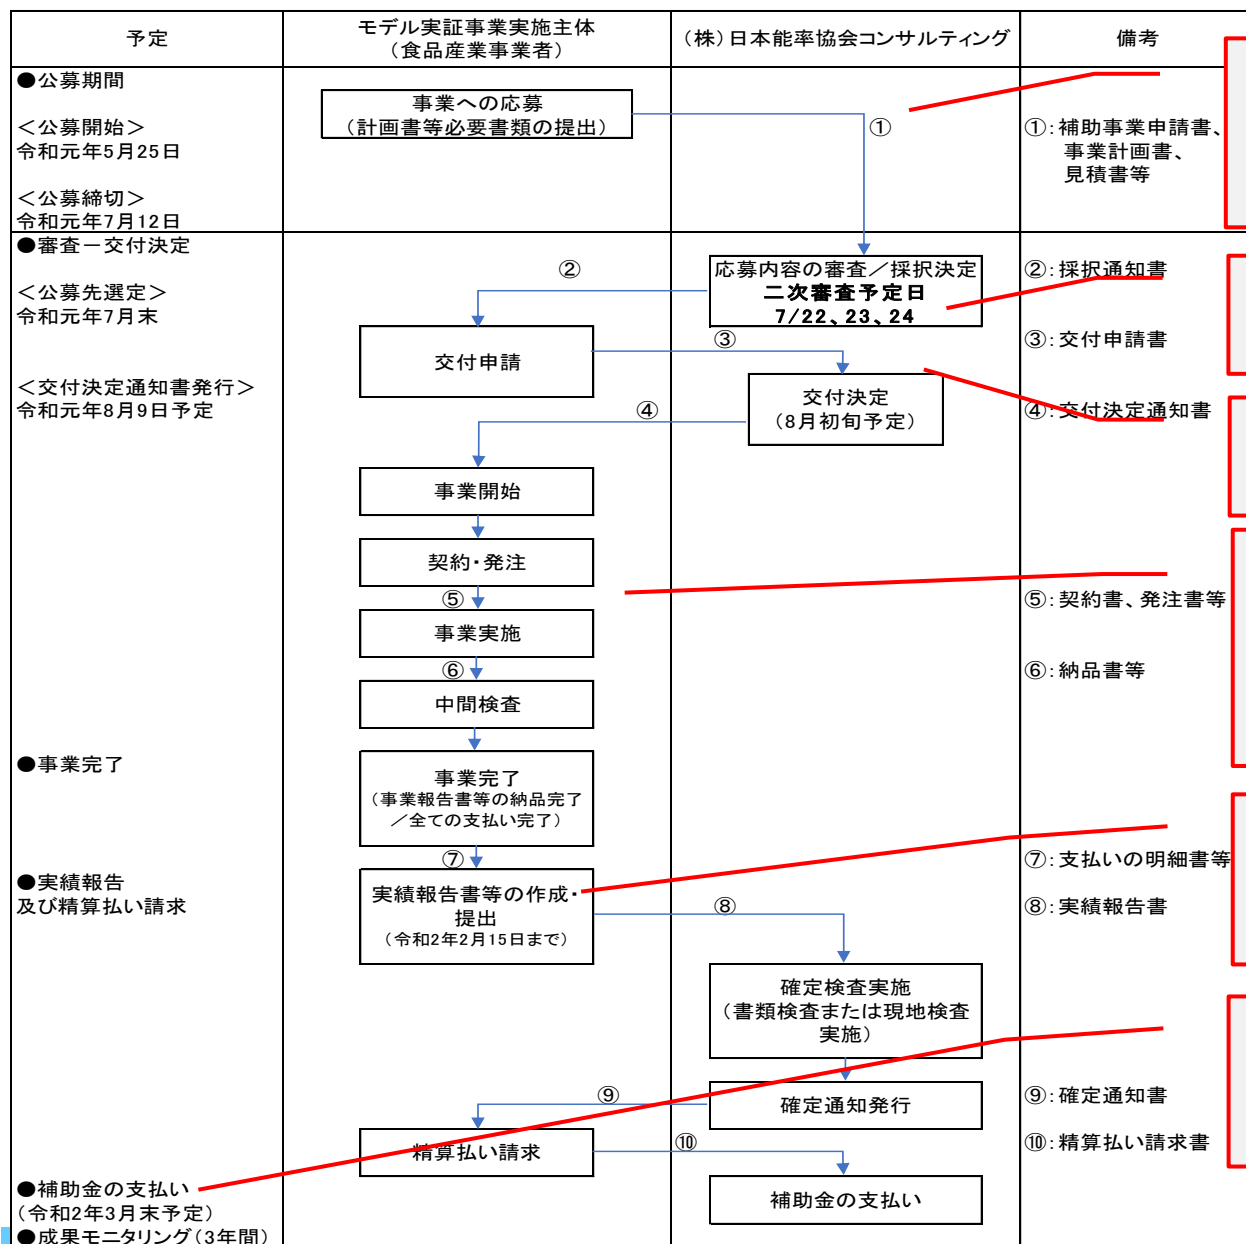 予定
モデル実証事業実施主体
（食品産業事業者）
（株）日本能率協会コンサルティング
備考
●公募期間
＜公募開始＞
令和元年5月25日
＜公募締切＞
令和元年7月12日
事業への応募
（計画書等必要書類の提出）
①
①：補助事業申請書、
事業計画書、
見積書等
●審査－交付決定
＜公募先選定＞
令和元年7月末
＜交付決定通知書発行＞
令和元年8月9日予定
②
応募内容の審査／採択決定
二次審査予定日
7/22、23、24
②：採択通知書
交付申請
③
③：交付申請書
交付決定
（8月初旬予定）
④
④：交付決定通知書
事業開始
契約・発注
⑤
⑤：契約書、発注書等
事業実施
⑥
⑥：納品書等
中間検査
●事業完了
事業完了
（事業報告書等の納品完了
／全ての支払い完了）
⑦
⑦：支払いの明細書等
●実績報告
及び精算払い請求
実績報告書等の作成・
提出
（令和2年2月15日まで）
⑧
⑧：実績報告書
確定検査実施
（書類検査または現地検査
実施）
確定通知発行
⑨
⑨：確定通知書
精算払い請求
⑩
⑩：精算払い請求書
補助金の支払い
●補助金の支払い
（令和2年3月末予定）
●成果モニタリング（3年間）